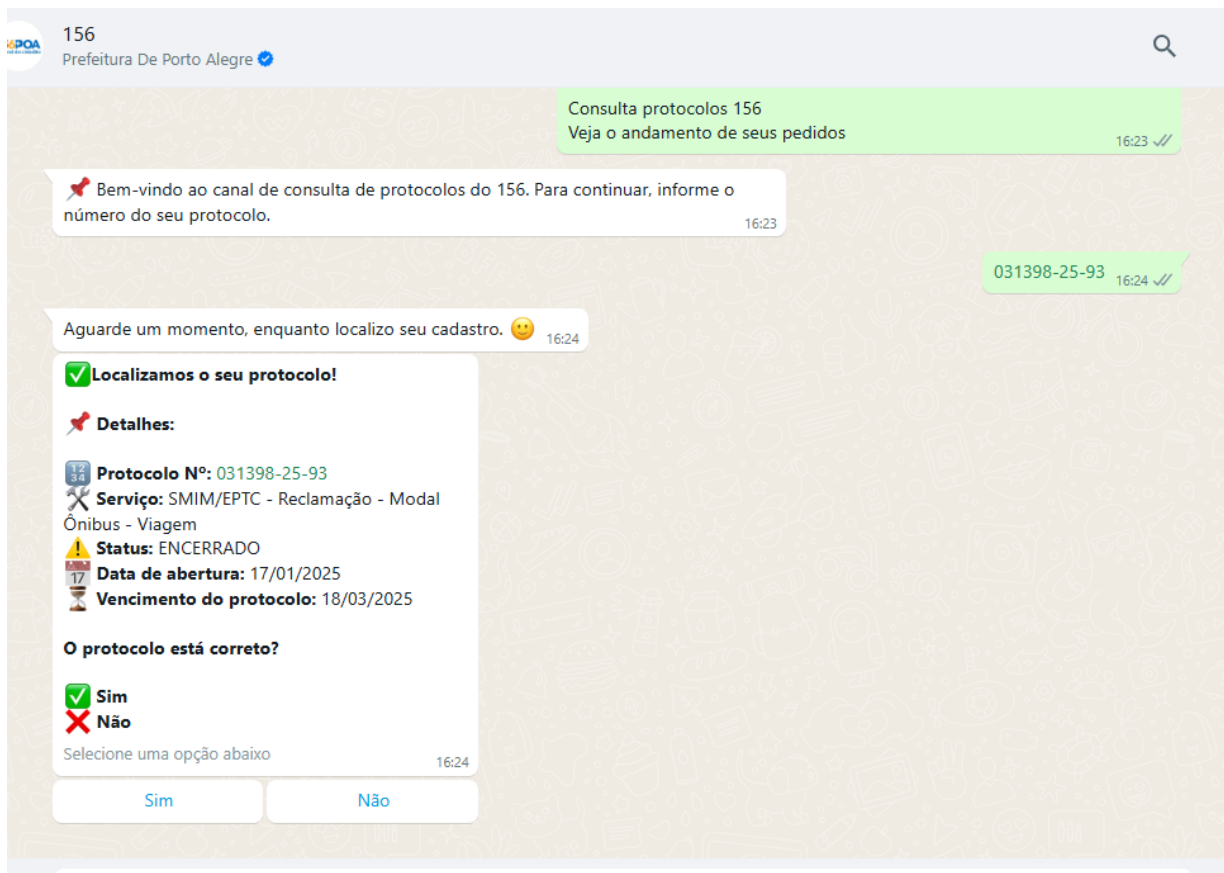 156
Prefeitura De Porto Alegre
POA
Consulta protocolos 156
Veja o andamento de seus pedidos
16:23
Bem-vindo ao canal de consulta de protocolos do 156. Para continuar, informe o
número do seu protocolo.
16:23
031398-25-93
16:24
Aguarde um momento, enquanto localizo seu cadastro.
16:24
Localizamos o seu protocolo!
Detalhes:
Protocolo Nº: 031398-25-93
Serviço: SMIM/EPTC - Reclamação - Modal
Ônibus - Viagem
Status: ENCERRADO
Data de abertura: 17/01/2025
Vencimento do protocolo: 18/03/2025
O protocolo está correto?
Sim
Não
Selecione uma opção abaixo
16:24
Sim
Não